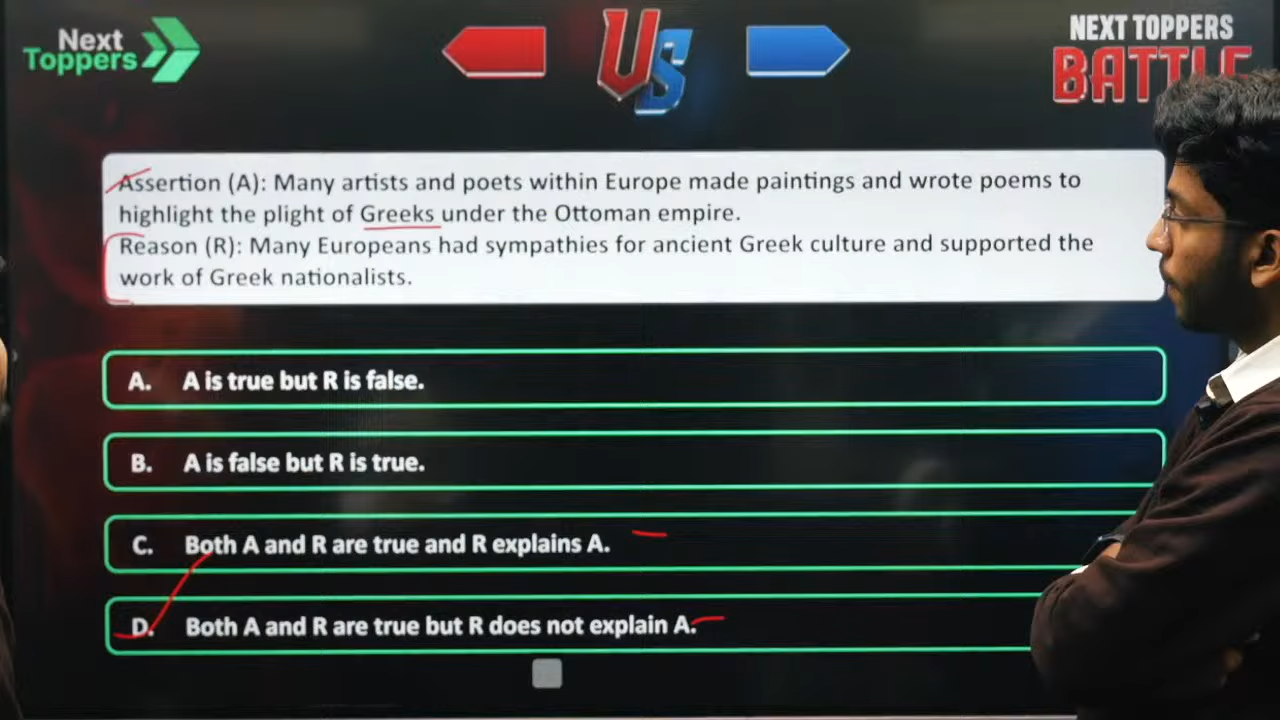 Next
Toppers
US
NEXT TOPPERS
BATTLE
Assertion (A): Many artists and poets within Europe made paintings and wrote poems to
highlight the plight of Greeks under the Ottoman empire.
Reason (R): Many Europeans had sympathies for ancient Greek culture and supported the
work of Greek nationalists.
A. A is true but R is false.
B. A is false but R is true.
C. Both A and R are true and R explains A.
D. Both A and R are true but R does not explain A.